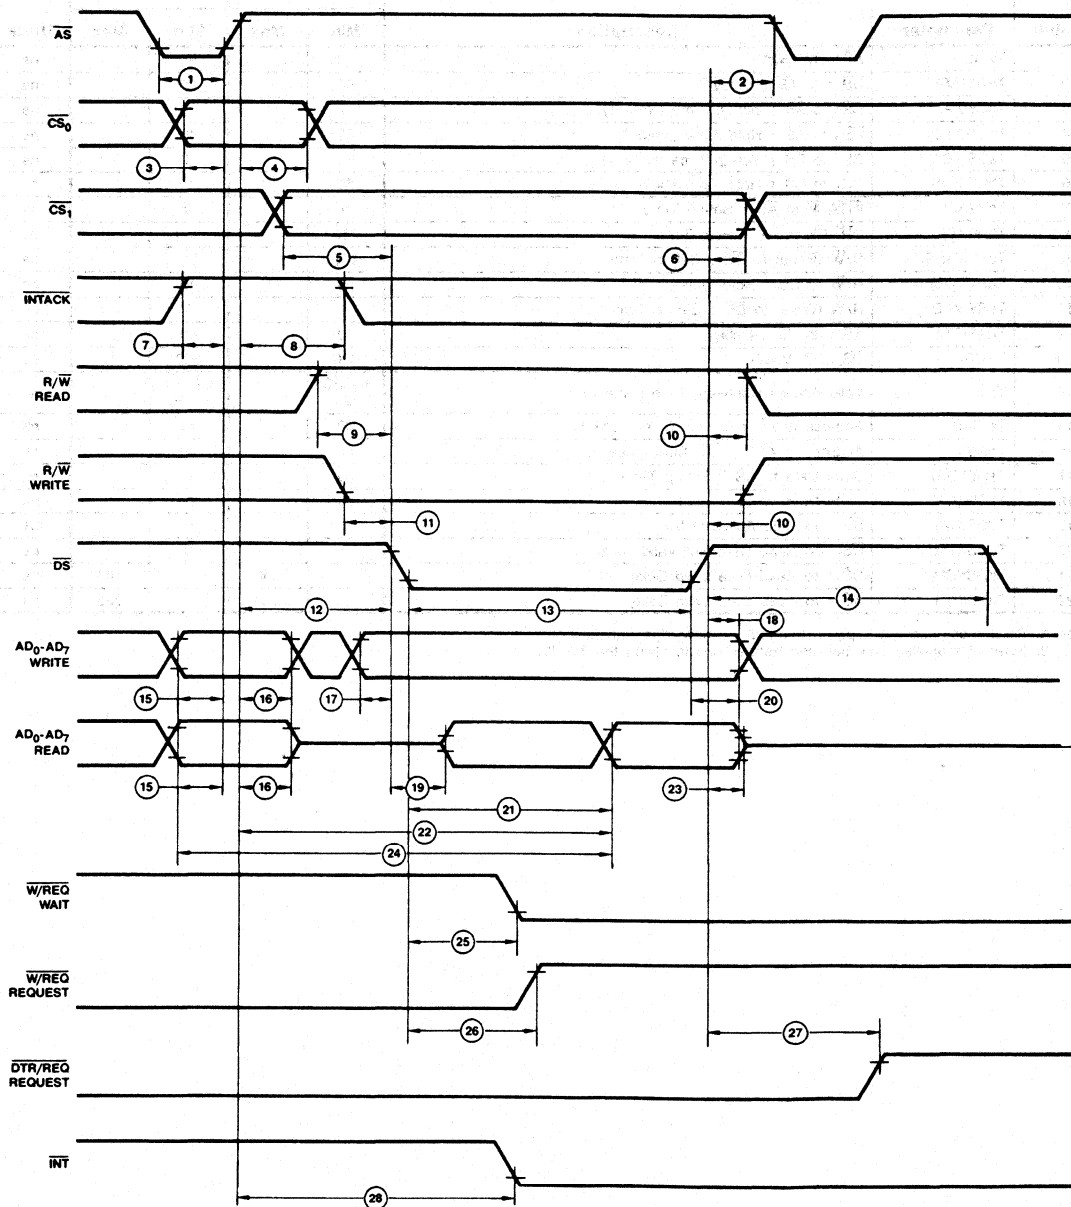 AS
1
2
CS0
3
4
CS1
5
6
INTACK
7
8
R/W
READ
9
10
R/W
WRITE
11
10
DS
12
13
14
18
AD0-AD7
WRITE
15
16
17
20
AD0-AD7
READ
15
16
19
23
21
22
24
W/REQ
WAIT
25
W/REQ
REQUEST
26
27
DTR/REQ
REQUEST
INT
28